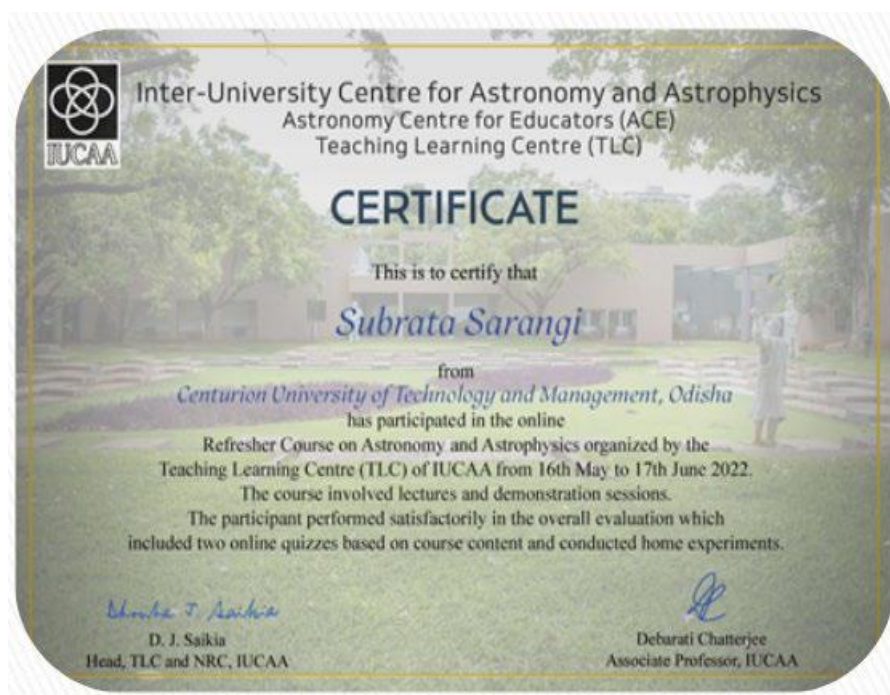 IUCAA
Inter-University Centre for Astronomy and Astrophysics
Astronomy Centre for Educators (ACE)
Teaching Learning Centre (TLC)
CERTIFICATE
This is to certify that
Subrata Sarangi
from
Centurion University of Technology and Management, Odisha
has participated in the online
Refresher Course on Astronomy and Astrophysics organized by the
Teaching Learning Centre (TLC) of IUCAA from 16th May to 17th June 2022.
The course involved lectures and demonstration sessions.
The participant performed satisfactorily in the overall evaluation which
included two online quizzes based on course content and conducted home experiments.
D. J. Saikia
Head, TLC and NRC, IUCAA
Debarati Chatterjee
Associate Professor, IUCAA